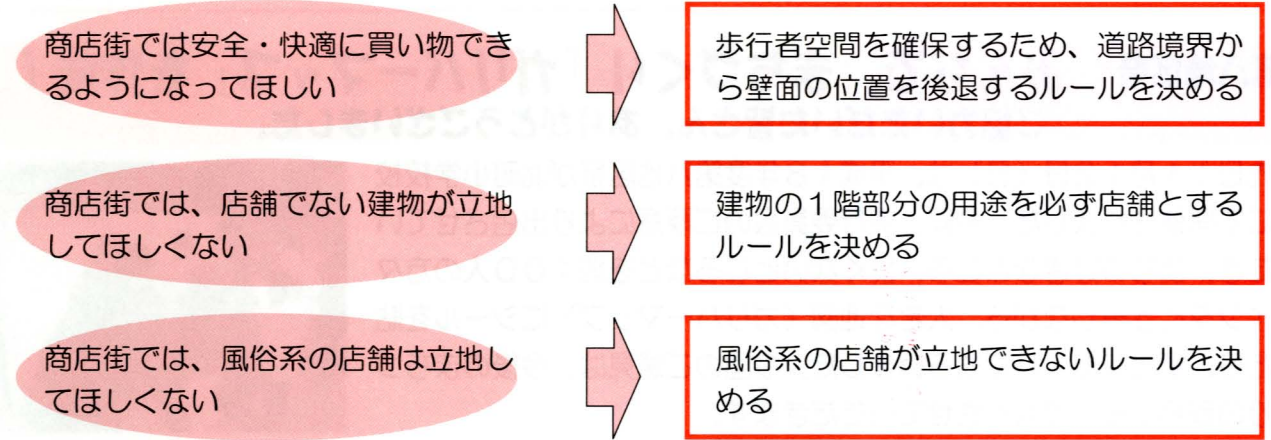 商店街では安全・快適に買い物でき
るようになってほしい
歩行者空間を確保するため、道路境界か
ら壁面の位置を後退するルールを決める
商店街では、店舗でない建物が立地
してほしくない
建物の1階部分の用途を必ず店舗とする
ルールを決める
商店街では、風俗系の店舗は立地し
てほしくない
風俗系の店舗が立地できないルールを決
める